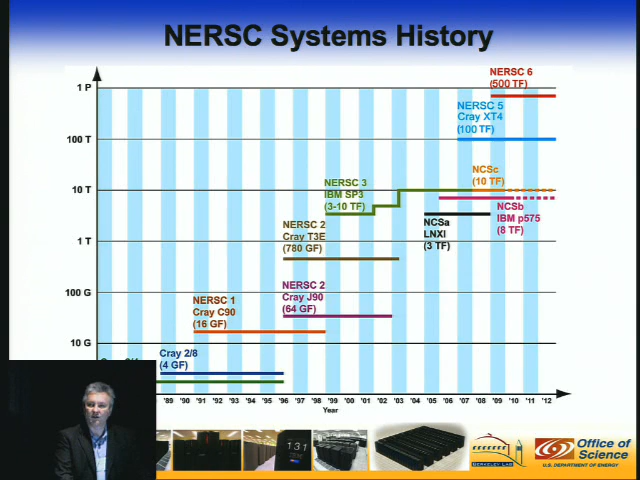 NERSC Systems History
NERSC 6
(500 TF)
1 P
NERSC 5
Cray XT4
(100 TF)
100 T
NERSC 3
IBM SP3
(3-10 TF)
NCSc
(10 TF)
10 T
NCSb
IBM p575
(8 TF)
NCSa
LNXI
(3 TF)
NERSC 2
Cray T3E
(780 GF)
1 T
NERSC 2
Cray J90
(64 GF)
100 G
NERSC 1
Cray C90
(16 GF)
10 G
Cray 2/8
(4 GF)
'89 '90 '91 '92 '93 '94 '95 '96 '97 '98 '99 '00 '01 '02 '03 '04 '05 '06 '07 '08 '09 '10 '11 '12
Year
131
BERKELEY LAB
Office of
Science
U.S. DEPARTMENT OF ENERGY